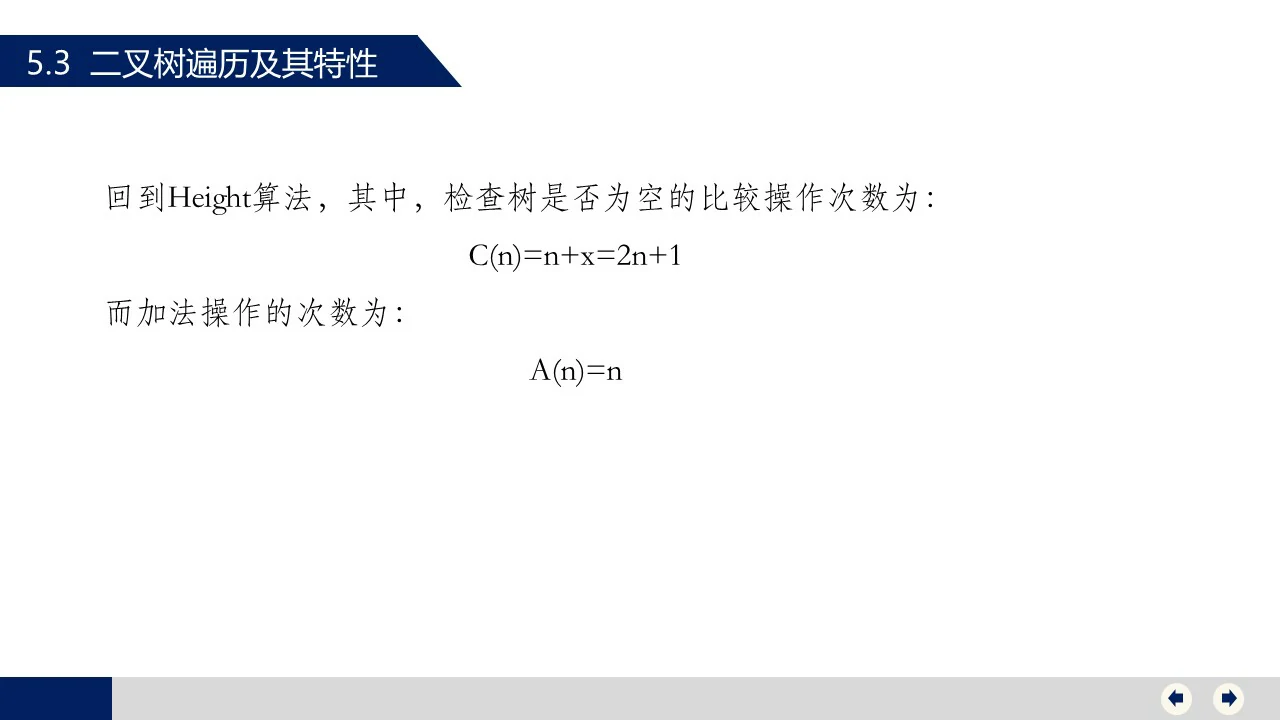 5.3 二叉树遍历及其特性
回到Height算法，其中，检查树是否为空的比较操作次数为：
C(n)=n+x=2n+1
而加法操作的次数为：
A(n)=n